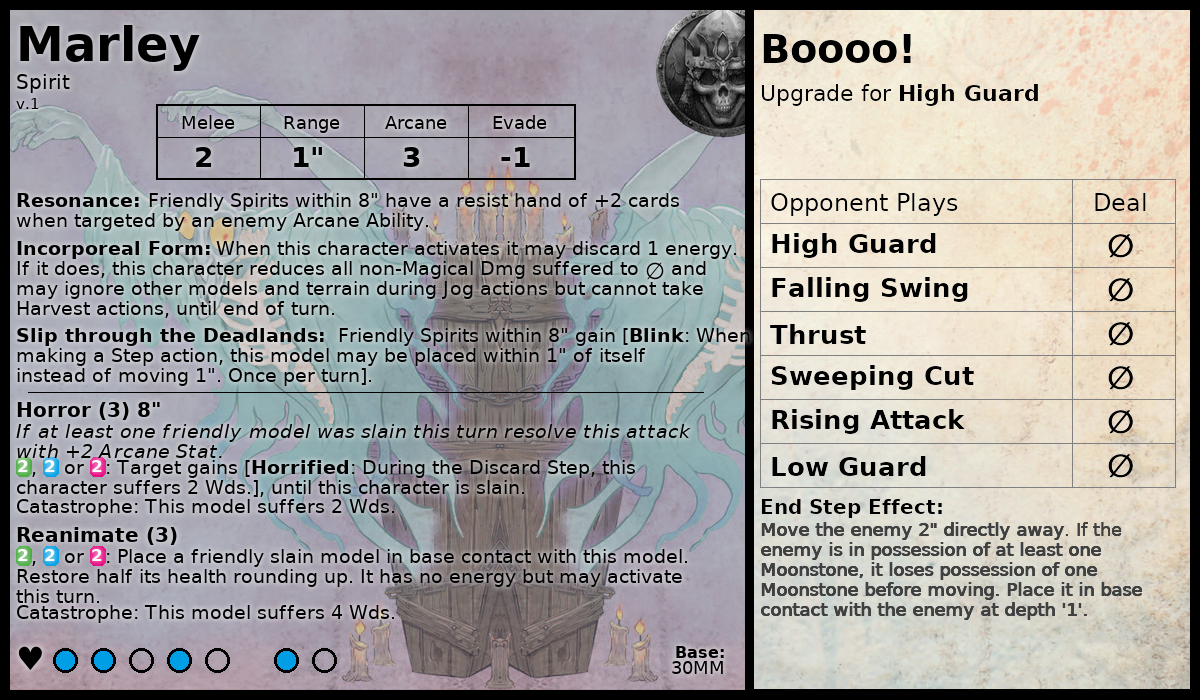 Marley
Spirit
v.1
Melee Range Arcane Evade
2 1" 3 -1
Resonance: Friendly Spirits within 8" have a resist hand of +2 cards
when targeted by an enemy Arcane Ability.
Incorporeal Form: When this character activates it may discard 1 energy.
If it does, this character reduces all non-Magical Dmg suffered to ∅ and
may ignore other models and terrain during Jog actions but cannot take
Harvest actions, until end of turn.
Slip through the Deadlands: Friendly Spirits within 8" gain [Blink: When
making a Step action, this model may be placed within 1" of itself
instead of moving 1". Once per turn].
Horror (3) 8"
If at least one friendly model was slain this turn resolve this attack
with +2 Arcane Stat.
2, 2 or 2: Target gains [Horrified: During the Discard Step, this
character suffers 2 Wds.], until this character is slain.
Catastrophe: This model suffers 2 Wds.
Reanimate (3)
2, 2 or 2: Place a friendly slain model in base contact with this model.
Restore half its health rounding up. It has no energy but may activate
this turn.
Catastrophe: This model suffers 4 Wds.
Base:
30MM
Boooo!
Upgrade for High Guard
Opponent Plays Deal
High Guard ∅
Falling Swing ∅
Thrust ∅
Sweeping Cut ∅
Rising Attack ∅
Low Guard ∅
End Step Effect:
Move the enemy 2" directly away. If the
enemy is in possession of at least one
Moonstone, it loses possession of one
Moonstone before moving. Place it in base
contact with the enemy at depth '1'.